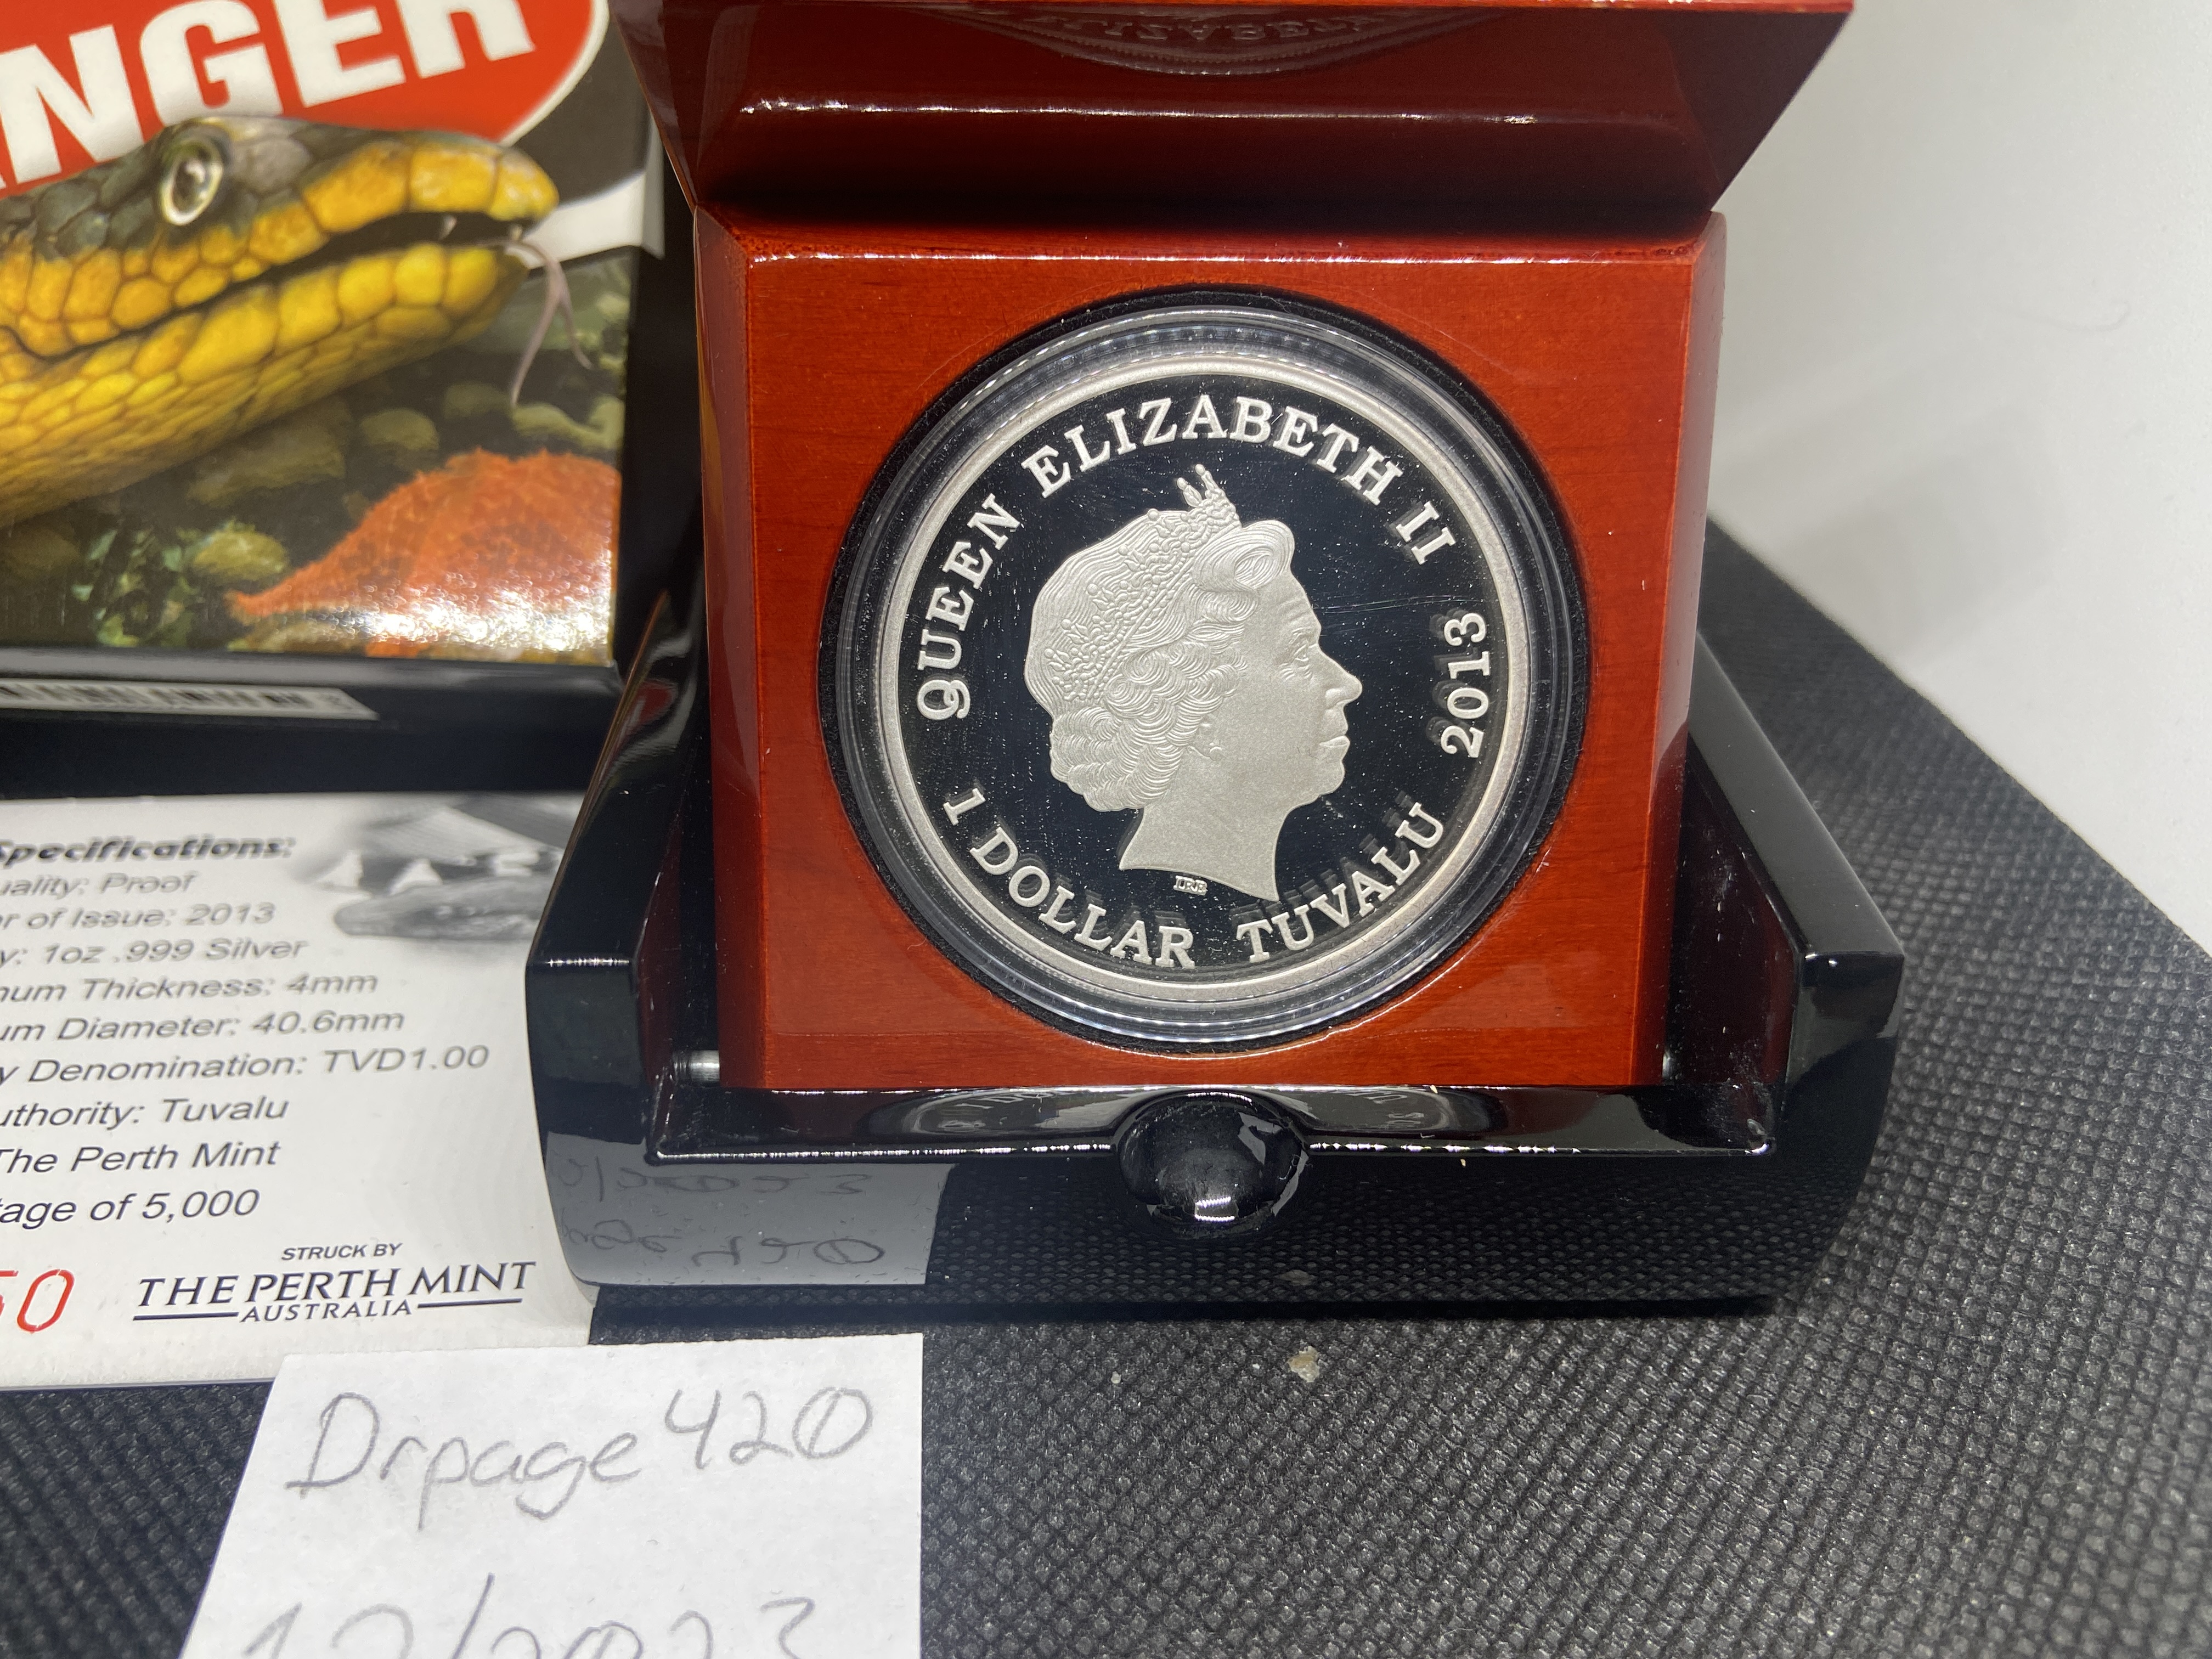 NGER
QUEEN ELIZABETH II
2013
1 DOLLAR TUVALU
IRB
Specifications:
uality: Proof
r of Issue: 2013
y: 1oz .999 Silver
num Thickness: 4mm
um Diameter: 40.6mm
y Denomination: TVD1.00
uthority: Tuvalu
The Perth Mint
tage of 5,000
50
STRUCK BY
THE PERTH MINT
AUSTRALIA
Drpage420
12/2023